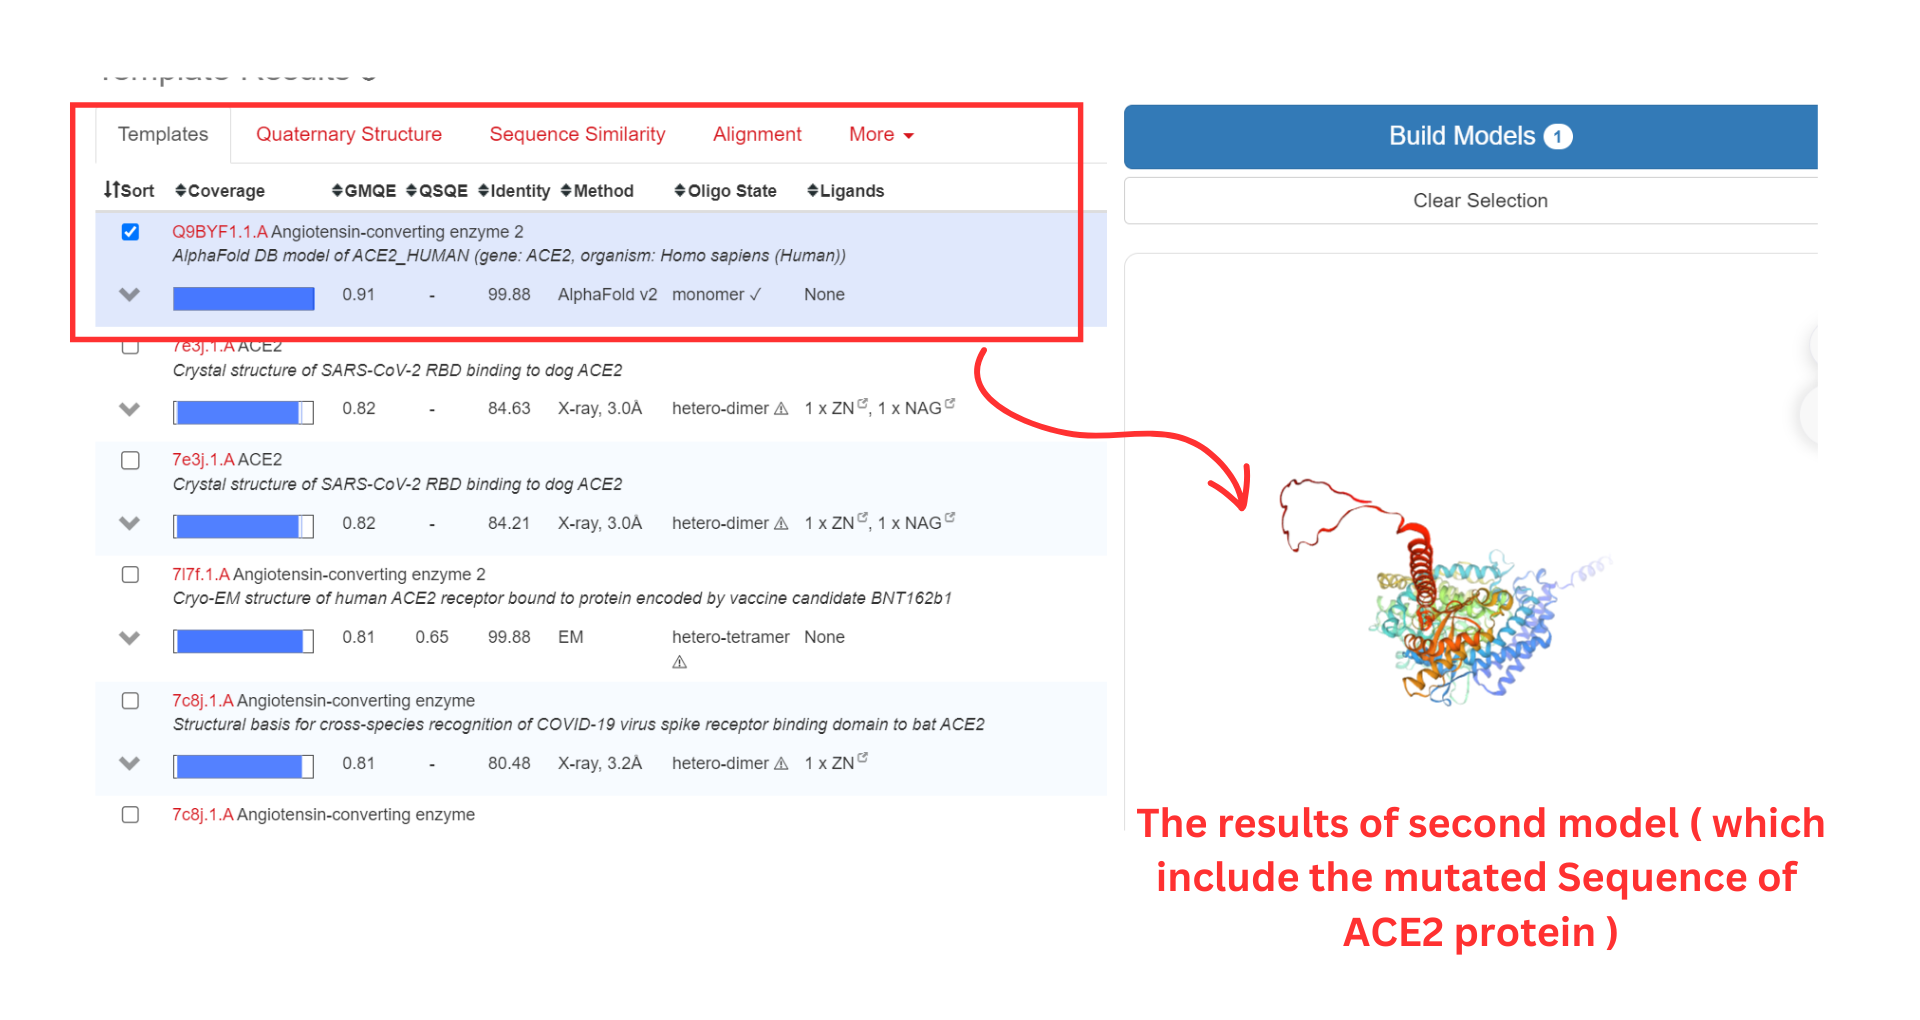 Template Results
Templates Quaternary Structure Sequence Similarity Alignment More
Sort Coverage GMQE QSQE Identity Method Oligo State Ligands
Q9BYF1.1.A Angiotensin-converting enzyme 2
AlphaFold DB model of ACE2_HUMAN (gene: ACE2, organism: Homo sapiens (Human))
0.91 - 99.88 AlphaFold v2 monomer ✓ None
7e3j.1.A ACE2
Crystal structure of SARS-CoV-2 RBD binding to dog ACE2
0.82 - 84.63 X-ray, 3.0Å hetero-dimer ⚠ 1 x ZN, 1 x NAG
7e3j.1.A ACE2
Crystal structure of SARS-CoV-2 RBD binding to dog ACE2
0.82 - 84.21 X-ray, 3.0Å hetero-dimer ⚠ 1 x ZN, 1 x NAG
7l7f.1.A Angiotensin-converting enzyme 2
Cryo-EM structure of human ACE2 receptor bound to protein encoded by vaccine candidate BNT162b1
0.81 0.65 99.88 EM hetero-tetramer ⚠ None
7c8j.1.A Angiotensin-converting enzyme
Structural basis for cross-species recognition of COVID-19 virus spike receptor binding domain to bat ACE2
0.81 - 80.48 X-ray, 3.2Å hetero-dimer ⚠ 1 x ZN
7c8j.1.A Angiotensin-converting enzyme
Build Models 1
Clear Selection
The results of second model ( which
include the mutated Sequence of
ACE2 protein )